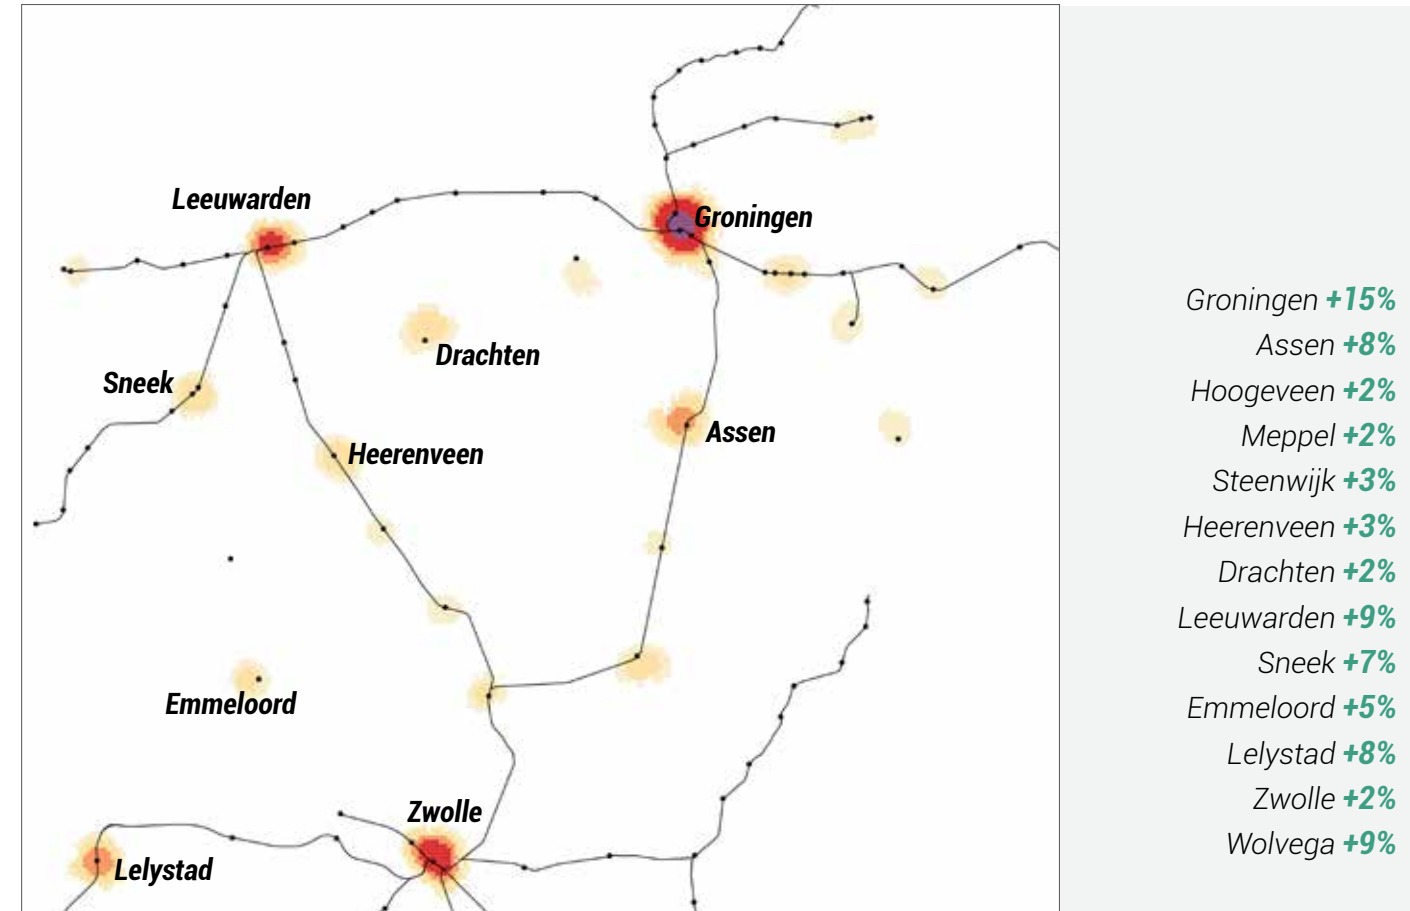 Leeuwarden
Groningen
Drachten
Sneek
Assen
Heerenveen
Emmeloord
Zwolle
Lelystad
Groningen +15%
Assen +8%
Hoogeveen +2%
Meppel +2%
Steenwijk +3%
Heerenveen +3%
Drachten +2%
Leeuwarden +9%
Sneek +7%
Emmeloord +5%
Lelystad +8%
Zwolle +2%
Wolvega +9%